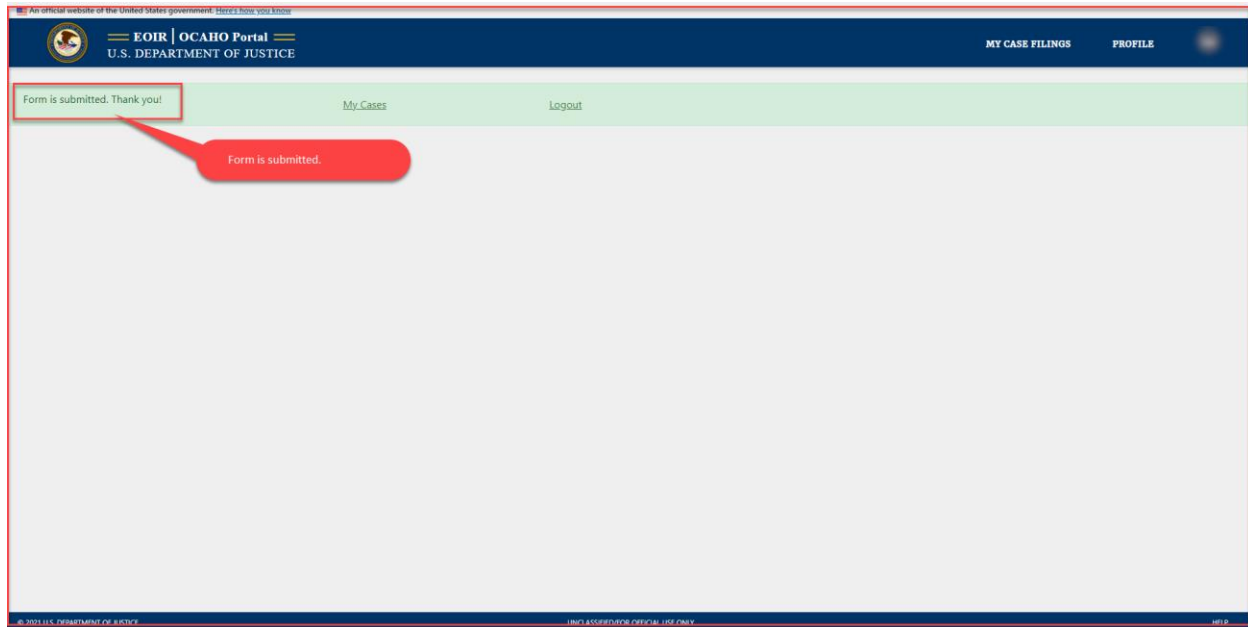 An official website of the United States government. Here's how you know
EOIR | OCAHO Portal
U.S. DEPARTMENT OF JUSTICE
MY CASE FILINGS PROFILE
Form is submitted. Thank you! My Cases Logout
Form is submitted.
© 2021 U.S. DEPARTMENT OF JUSTICE UNCLASSIFIED/FOR OFFICIAL USE ONLY HELP